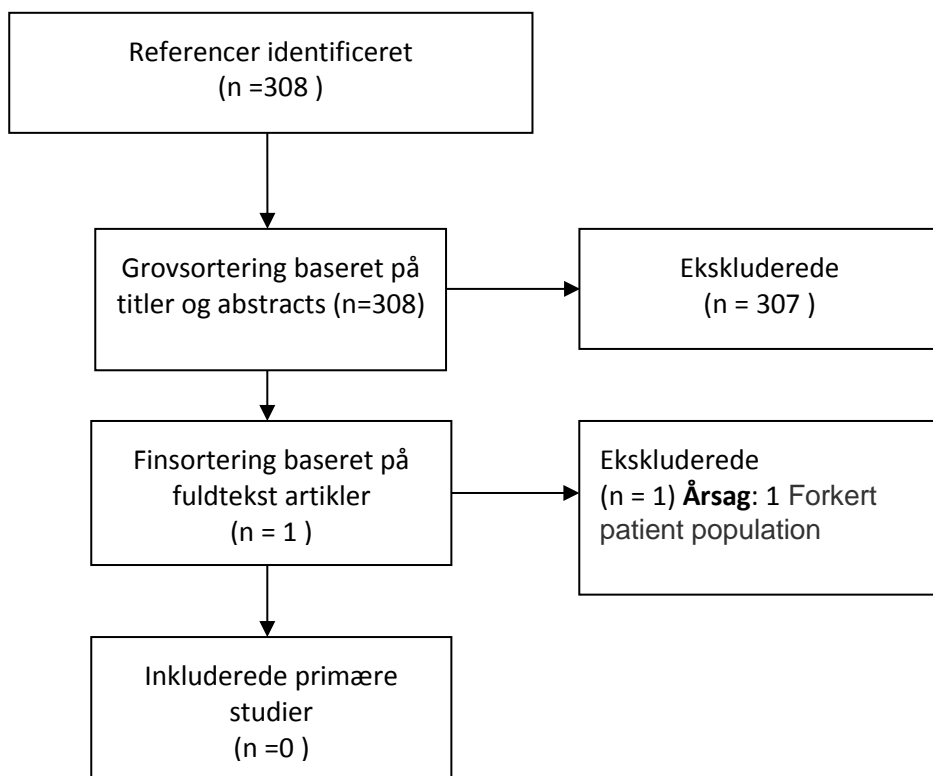 Referencer identificeret
(n =308 )
Grovsortering baseret på
titler og abstracts (n=308)
Ekskluderede
(n = 307 )
Finsortering baseret på
fuldtekst artikler
(n = 1 )
Ekskluderede
(n = 1) Årsag: 1 Forkert
patient population
Inkluderede primære
studier
(n =0 )